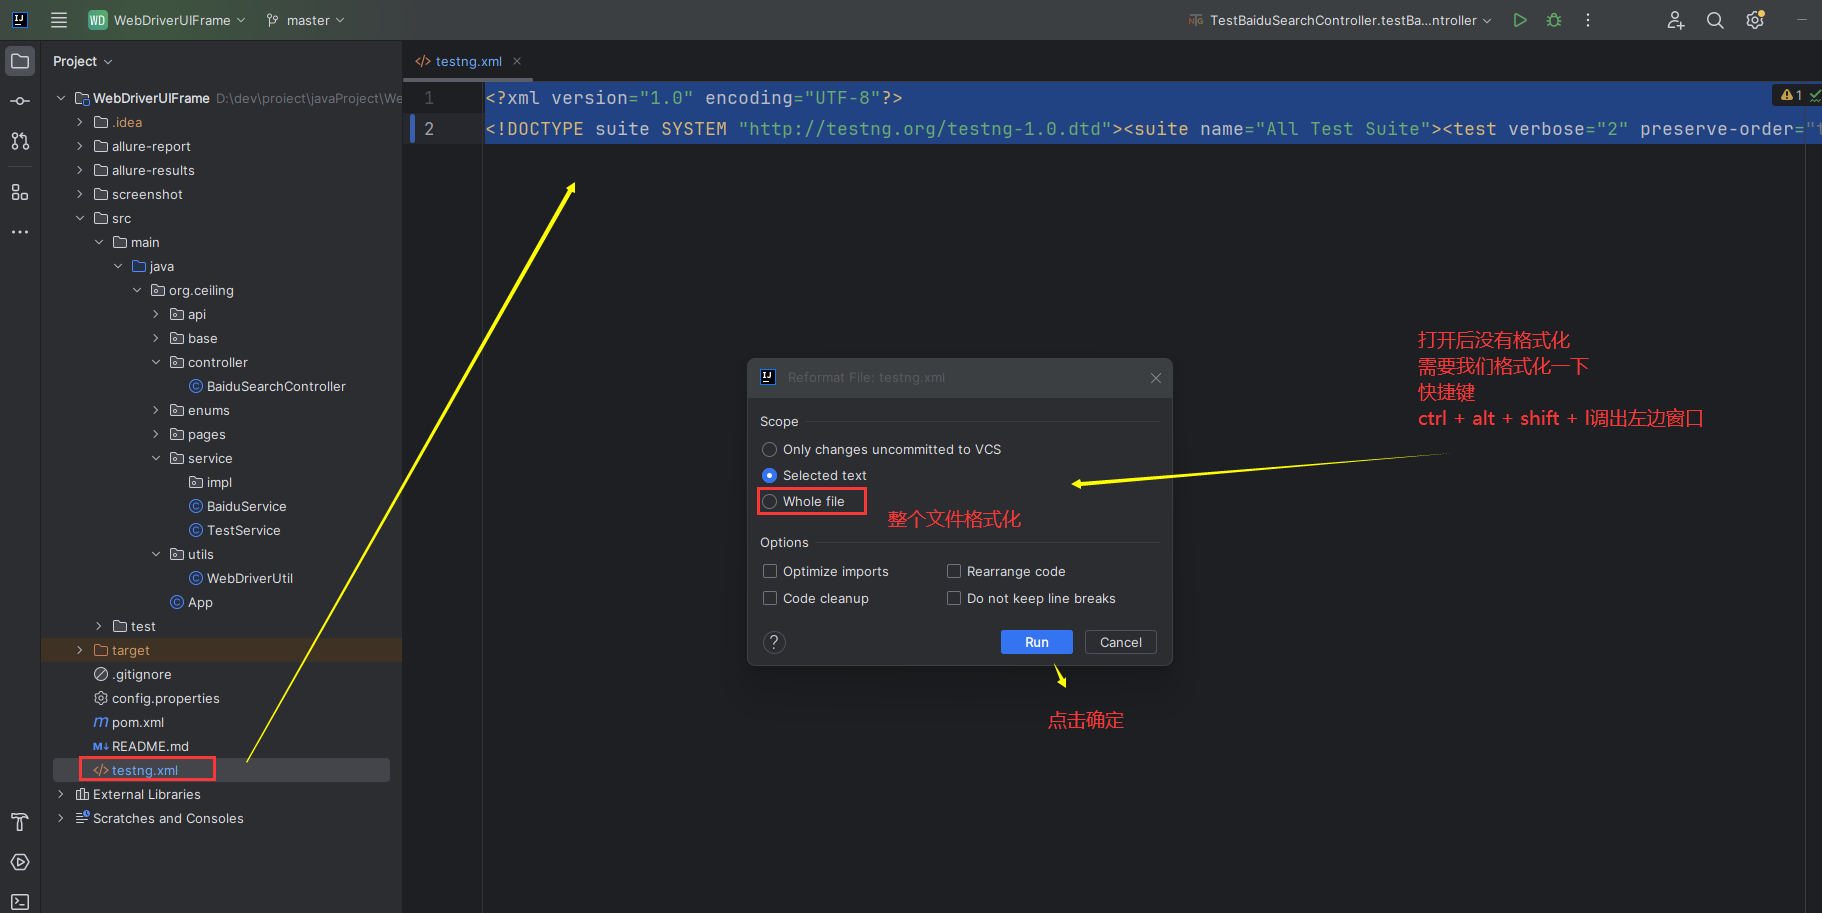 WD WebDriverUIFrame master
TestBaiduSearchController.testBa...ntroller
Project
testng.xml
WebDriverUIFrame D:\dev\proiect\javaProject\We
.idea
allure-report
allure-results
screenshot
src
main
java
org.ceiling
api
base
controller
BaiduSearchController
enums
pages
service
impl
BaiduService
TestService
utils
WebDriverUtil
App
test
target
.gitignore
config.properties
pom.xml
README.md
testng.xml
External Libraries
Scratches and Consoles
1 <?xml version="1.0" encoding="UTF-8"?>
2 <!DOCTYPE suite SYSTEM "http://testng.org/testng-1.0.dtd"><suite name="All Test Suite"><test verbose="2" preserve-order="t
1
打开后没有格式化
需要我们格式化一下
快捷键
ctrl + alt + shift + l调出左边窗口
Reformat File: testng.xml
Scope
Only changes uncommitted to VCS
Selected text
Whole file
整个文件格式化
Options
Optimize imports
Rearrange code
Code cleanup
Do not keep line breaks
?
Run
Cancel
点击确定